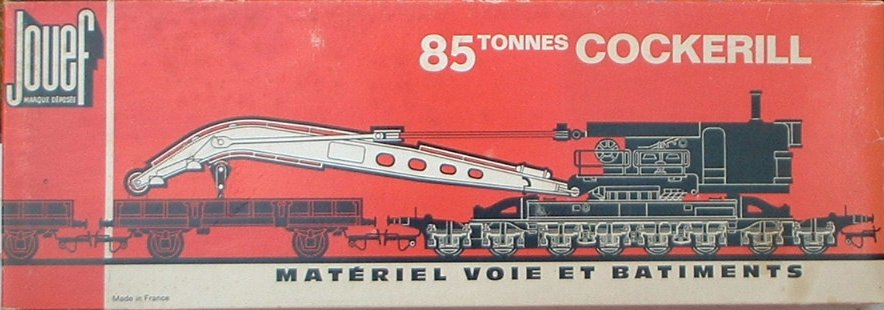 Jouef
MARQUE DÉPOSÉE
85 TONNES COCKERILL
MATÉRIEL VOIE ET BATIMENTS
Made in France